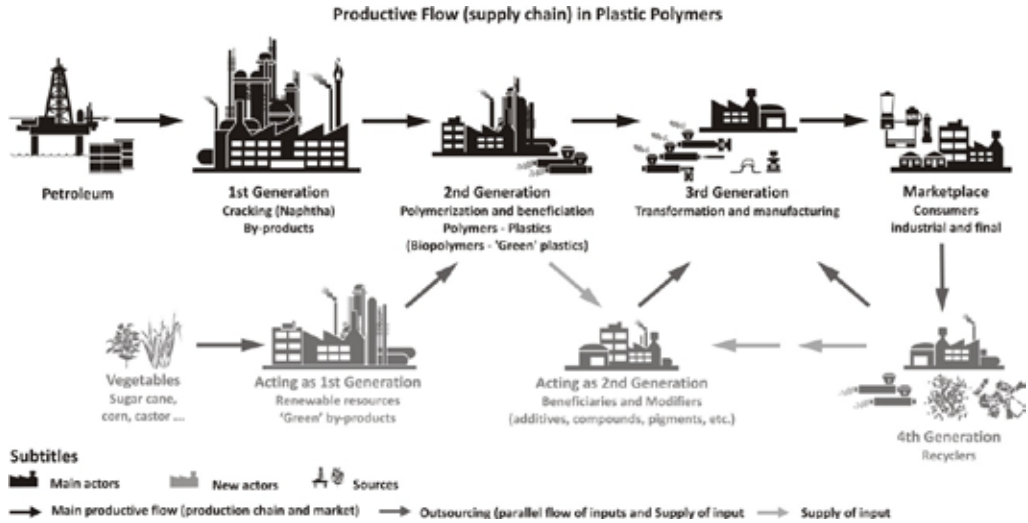 Productive Flow (supply chain) in Plastic Polymers
Petroleum
1st Generation
Cracking (Naphtha)
By-products
2nd Generation
Polymerization and beneficiation
Polymers - Plastics
(Biopolymers - 'Green' plastics)
3rd Generation
Transformation and manufacturing
Marketplace
Consumers
industrial and final
Vegetables
Sugar cane,
corn, castor ....
Acting as 1st Generation
Renewable resources
'Green' by-products
Acting as 2nd Generation
Beneficiaries and Modifiers
(additives, compounds, pigments, etc.)
4th Generation
Recyclers
Subtitles
Main actors
New actors
Sources
Main productive flow (production chain and market)
Outsourcing (parallel flow of inputs and Supply of input
Supply of input